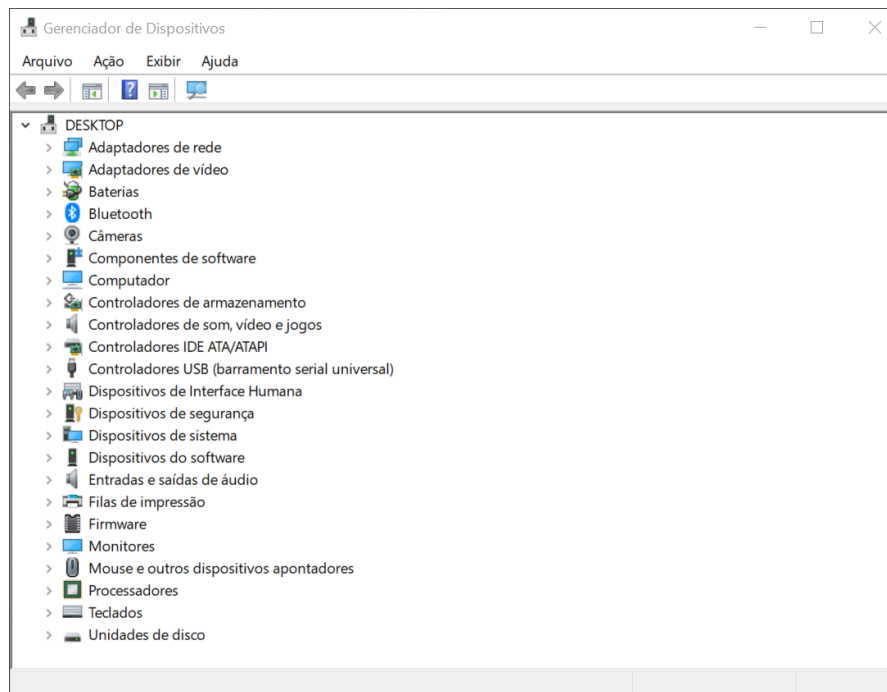 Gerenciador de Dispositivos
Arquivo Ação Exibir Ajuda
DESKTOP
Adaptadores de rede
Adaptadores de vídeo
Baterias
Bluetooth
Câmeras
Componentes de software
Computador
Controladores de armazenamento
Controladores de som, vídeo e jogos
Controladores IDE ATA/ATAPI
Controladores USB (barramento serial universal)
Dispositivos de Interface Humana
Dispositivos de segurança
Dispositivos de sistema
Dispositivos do software
Entradas e saídas de áudio
Filas de impressão
Firmware
Monitores
Mouse e outros dispositivos apontadores
Processadores
Teclados
Unidades de disco